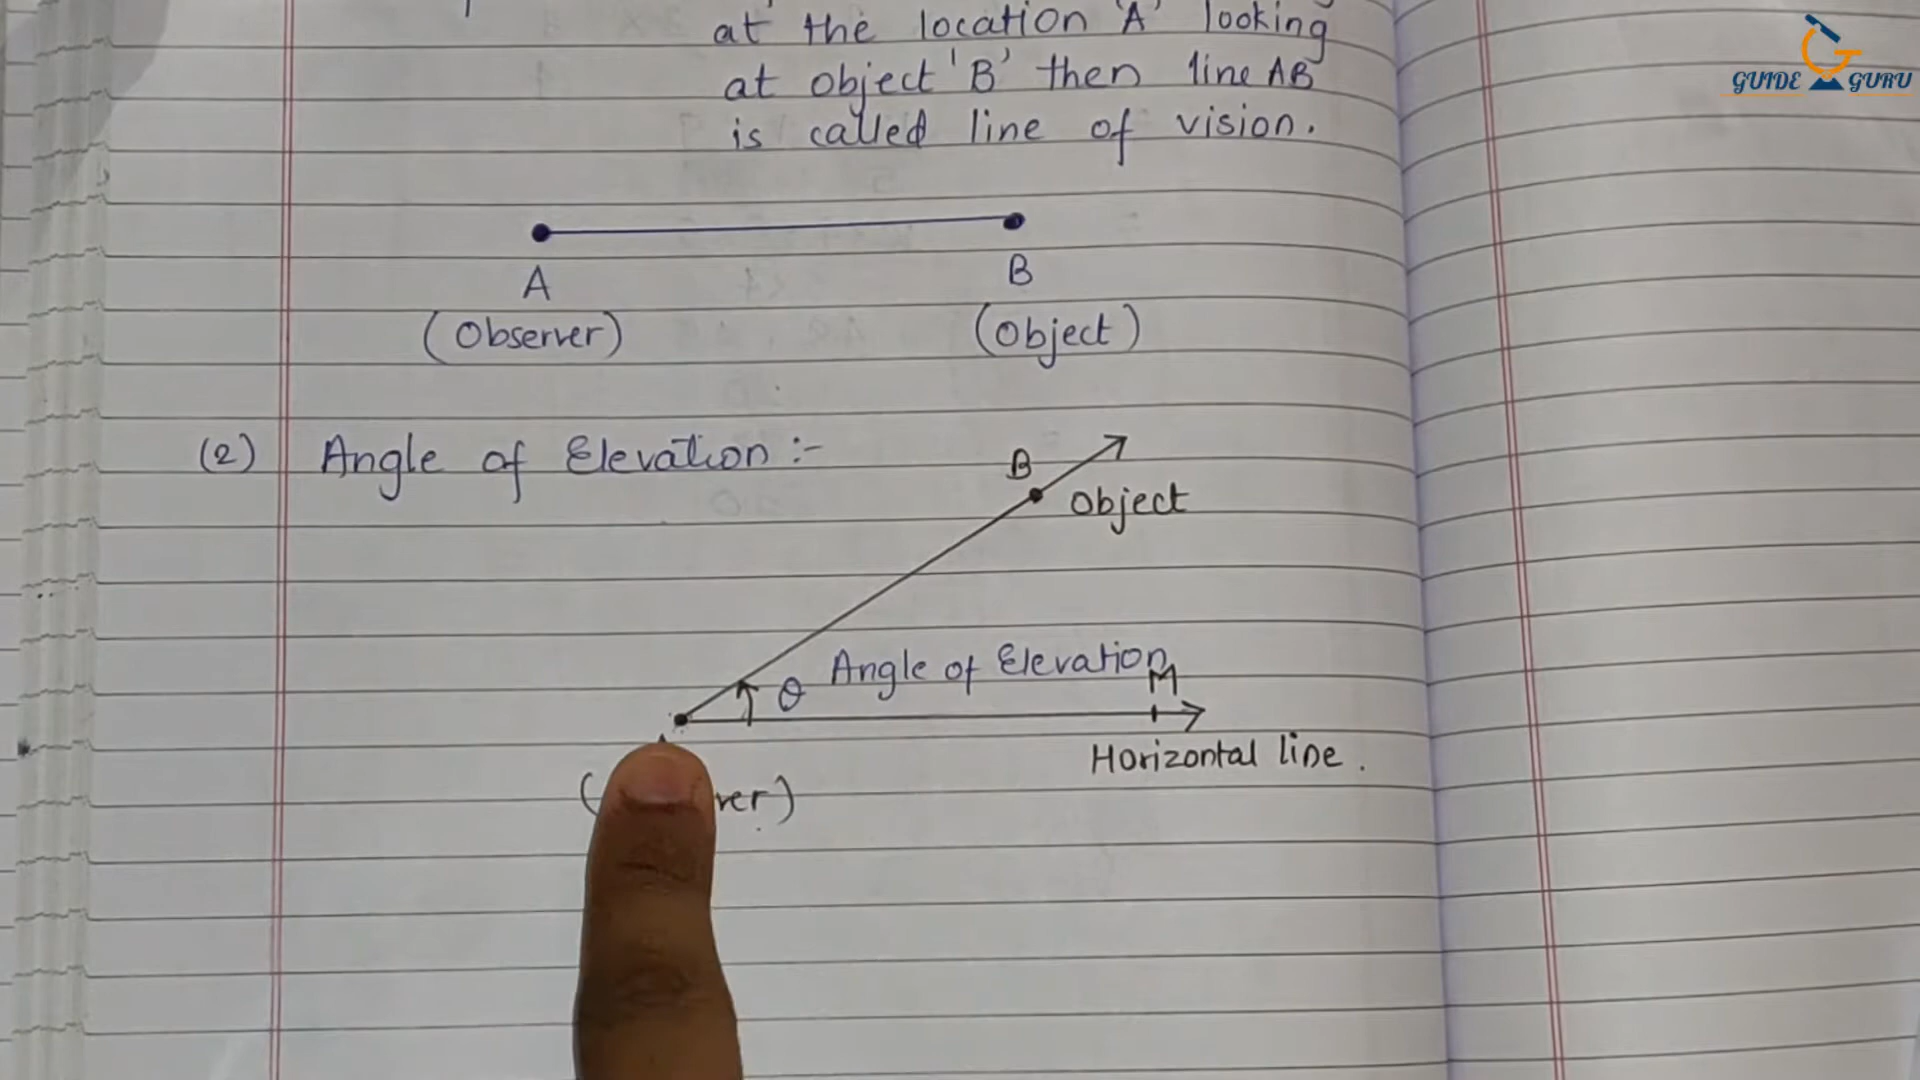 at the location 'A' looking
at object 'B' then line AB
is called line of vision.
A
B
(Observer)
(Object)
(2) Angle of Elevation :-
B
Object
θ Angle of Elevation
M
Horizontal line.
GUIDE GURU